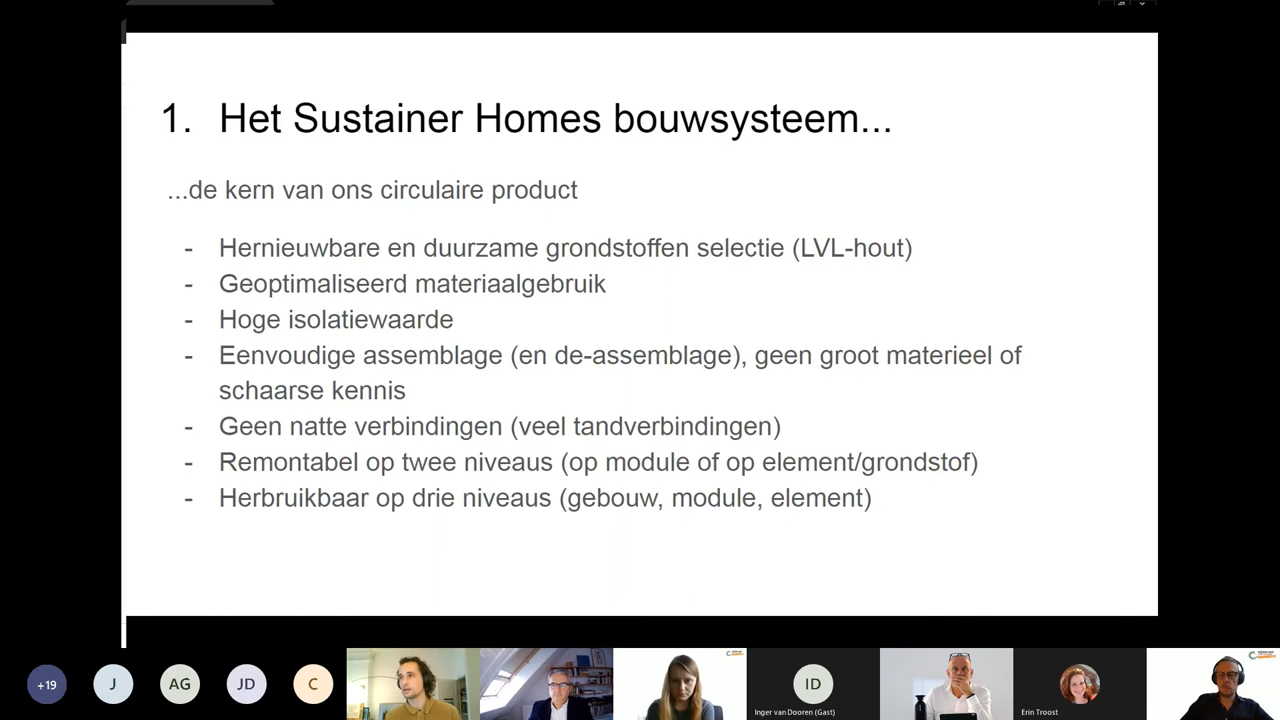 1. Het Sustainer Homes bouwsysteem...
...de kern van ons circulaire product
- Hernieuwbare en duurzame grondstoffen selectie (LVL-hout)
- Geoptimaliseerd materiaalgebruik
- Hoge isolatiewaarde
- Eenvoudige assemblage (en de-assemblage), geen groot materieel of
schaarse kennis
- Geen natte verbindingen (veel tandverbindingen)
- Remontabel op twee niveaus (op module of op element/grondstof)
- Herbruikbaar op drie niveaus (gebouw, module, element)
+19
J
AG
JD
C
ID
Inger van Dooren (Gast)
Erin Troost